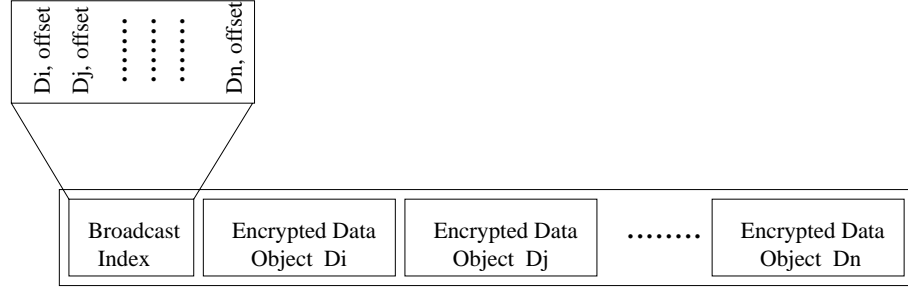 Di, offset
Dj, offset
........
........
........
Dn, offset
Broadcast
Index
Encrypted Data
Object Di
Encrypted Data
Object Dj
........
Encrypted Data
Object Dn